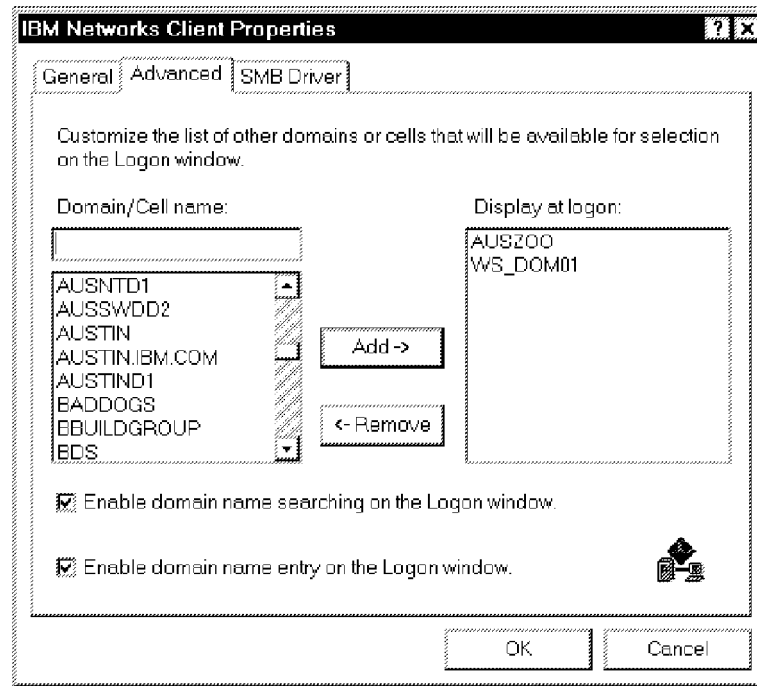 IBM Networks Client Properties
General
Advanced
SMB Driver
Customize the list of other domains or cells that will be available for selection
on the Logon window.
Domain/Cell name:
AUSNTD1
AUSSWDD2
AUSTIN
AUSTIN.IBM.COM
AUSTIND1
BADDOGS
BBUILDGROUP
BDS
Add ->
<- Remove
Display at logon:
AUSZOO
WS_DOM01
Enable domain name searching on the Logon window.
Enable domain name entry on the Logon window.
OK
Cancel